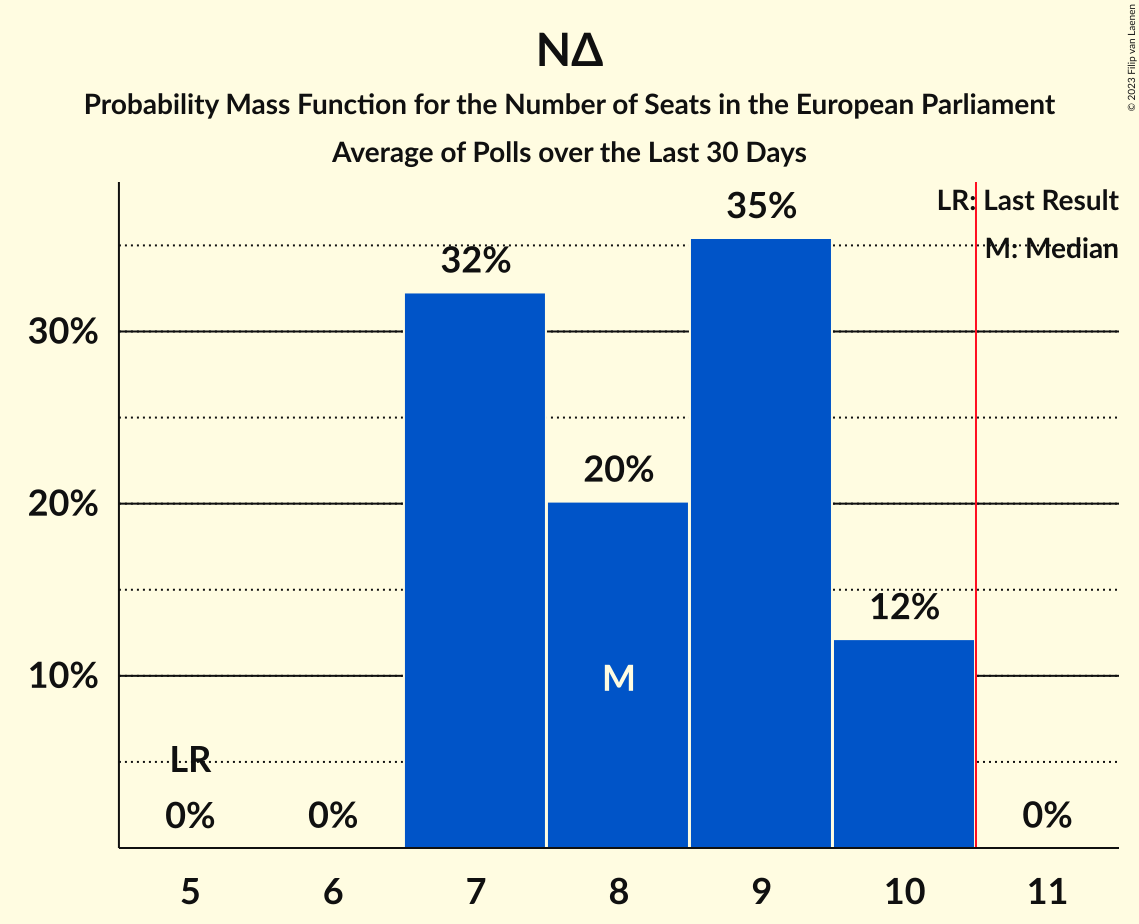 © 2023 Filip van Laenen
ΝΔ
Probability Mass Function for the Number of Seats in the European Parliament
Average of Polls over the Last 30 Days
LR: Last Result
M: Median
35%
32%
30%
20%
20%
12%
10%
M
LR
0%
0%
0%
5
6
7
8
9
10
11